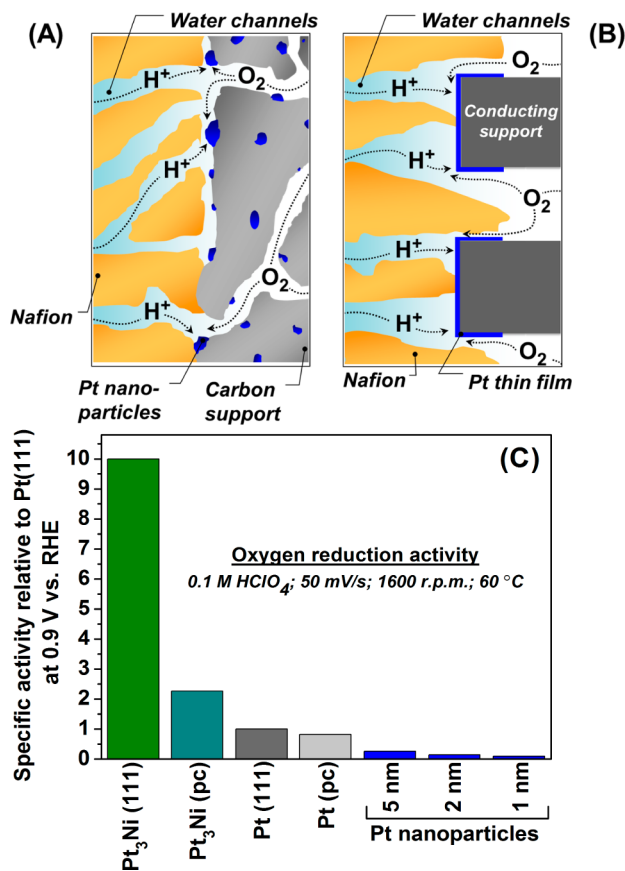 (A)
Water channels
H⁺
O₂
H⁺
O₂
H⁺
Nafion
Pt nano-
particles
Carbon
support
Water channels
(B)
O₂
H⁺
Conducting
support
H⁺
O₂
H⁺
H⁺
O₂
Nafion
Pt thin film
(C)
Specific activity relative to Pt(111)
at 0.9 V vs. RHE
10
9
8
7
6
5
4
3
2
1
0
Oxygen reduction activity
0.1 M HClO₄; 50 mV/s; 1600 r.p.m.; 60 °C
Pt₃Ni (111)
Pt₃Ni (pc)
Pt (111)
Pt (pc)
5 nm
2 nm
1 nm
Pt nanoparticles